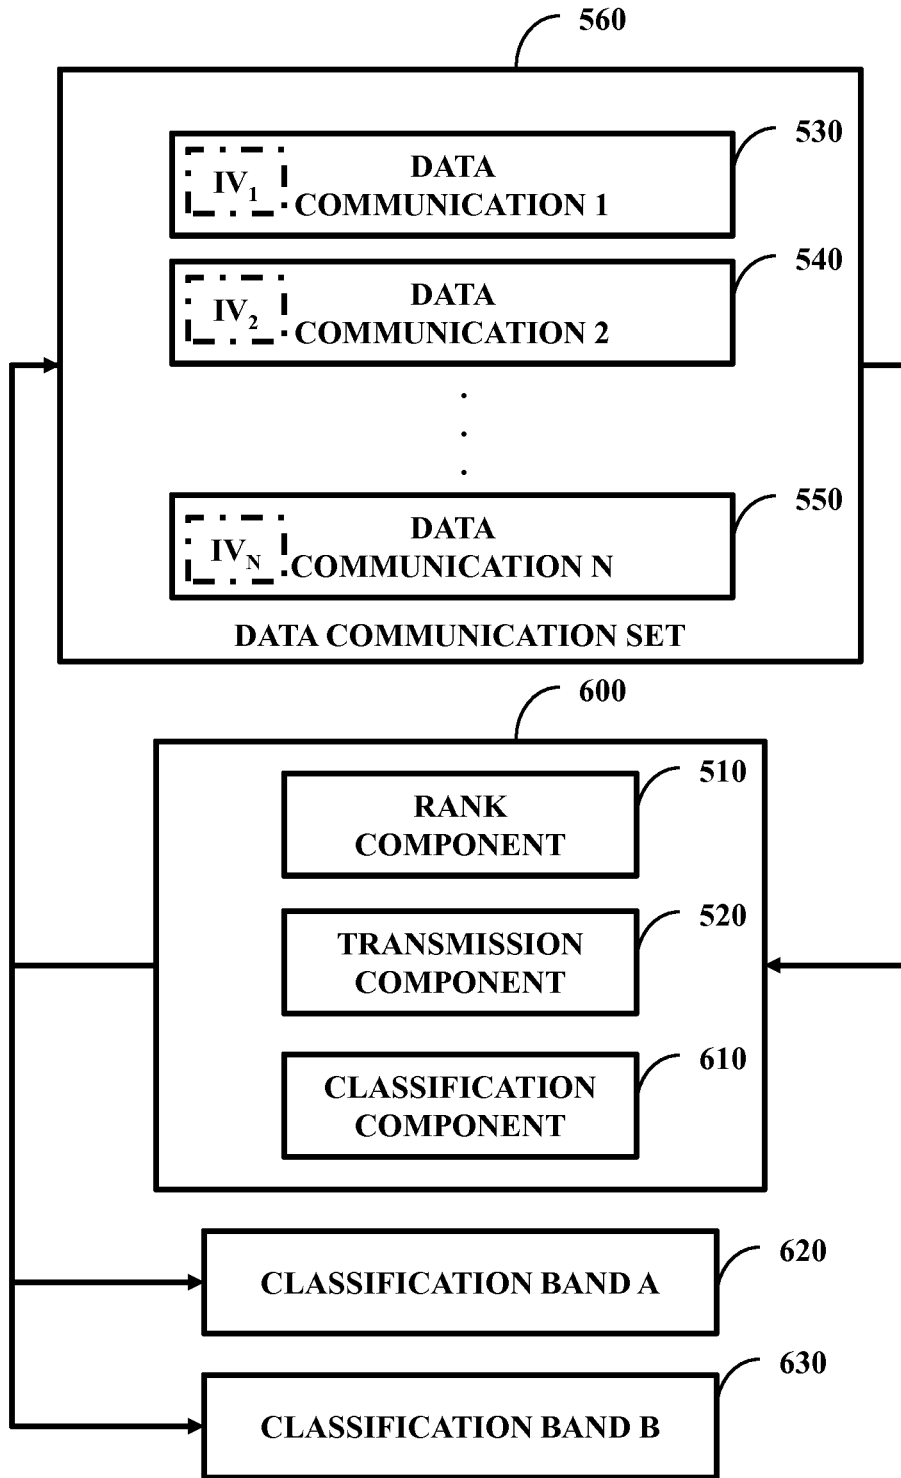 560
530
IV1
DATA
COMMUNICATION 1
540
IV2
DATA
COMMUNICATION 2
.
.
.
550
IVN
DATA
COMMUNICATION N
DATA COMMUNICATION SET
600
510
RANK
COMPONENT
520
TRANSMISSION
COMPONENT
610
CLASSIFICATION
COMPONENT
620
CLASSIFICATION BAND A
630
CLASSIFICATION BAND B